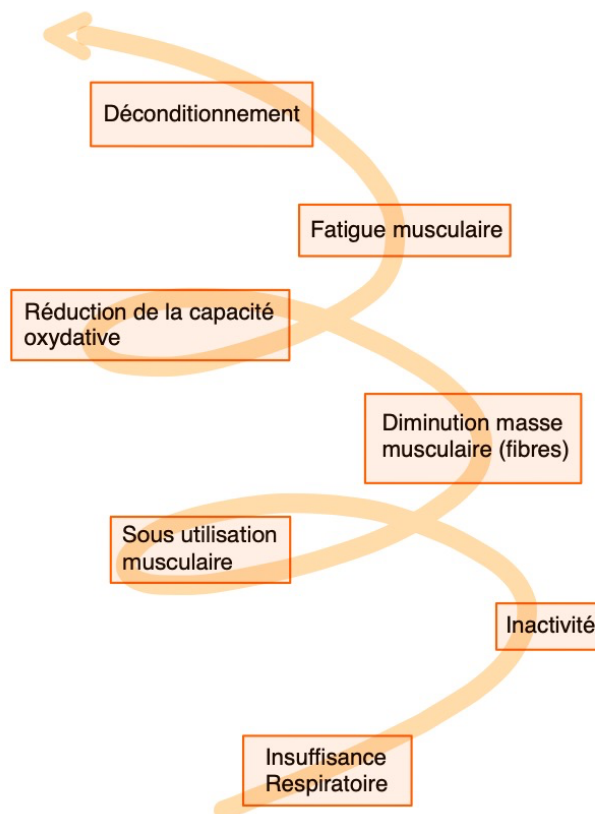 Déconditionnement
Fatigue musculaire
Réduction de la capacité
oxydative
Diminution masse
musculaire (fibres)
Sous utilisation
musculaire
Inactivité
Insuffisance
Respiratoire